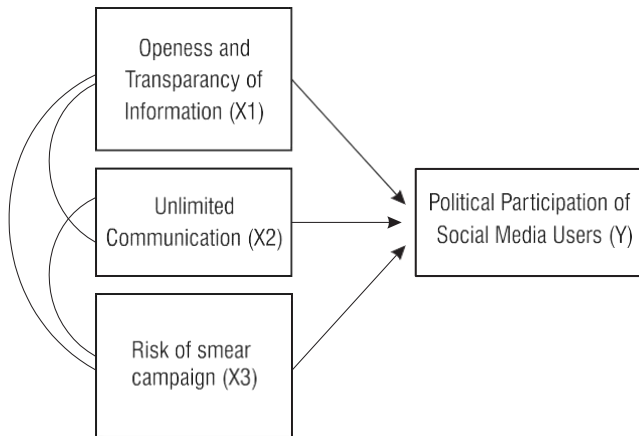 Openess and
Transparancy of
Information (X1)
Unlimited
Communication (X2)
Risk of smear
campaign (X3)
Political Participation of
Social Media Users (Y)